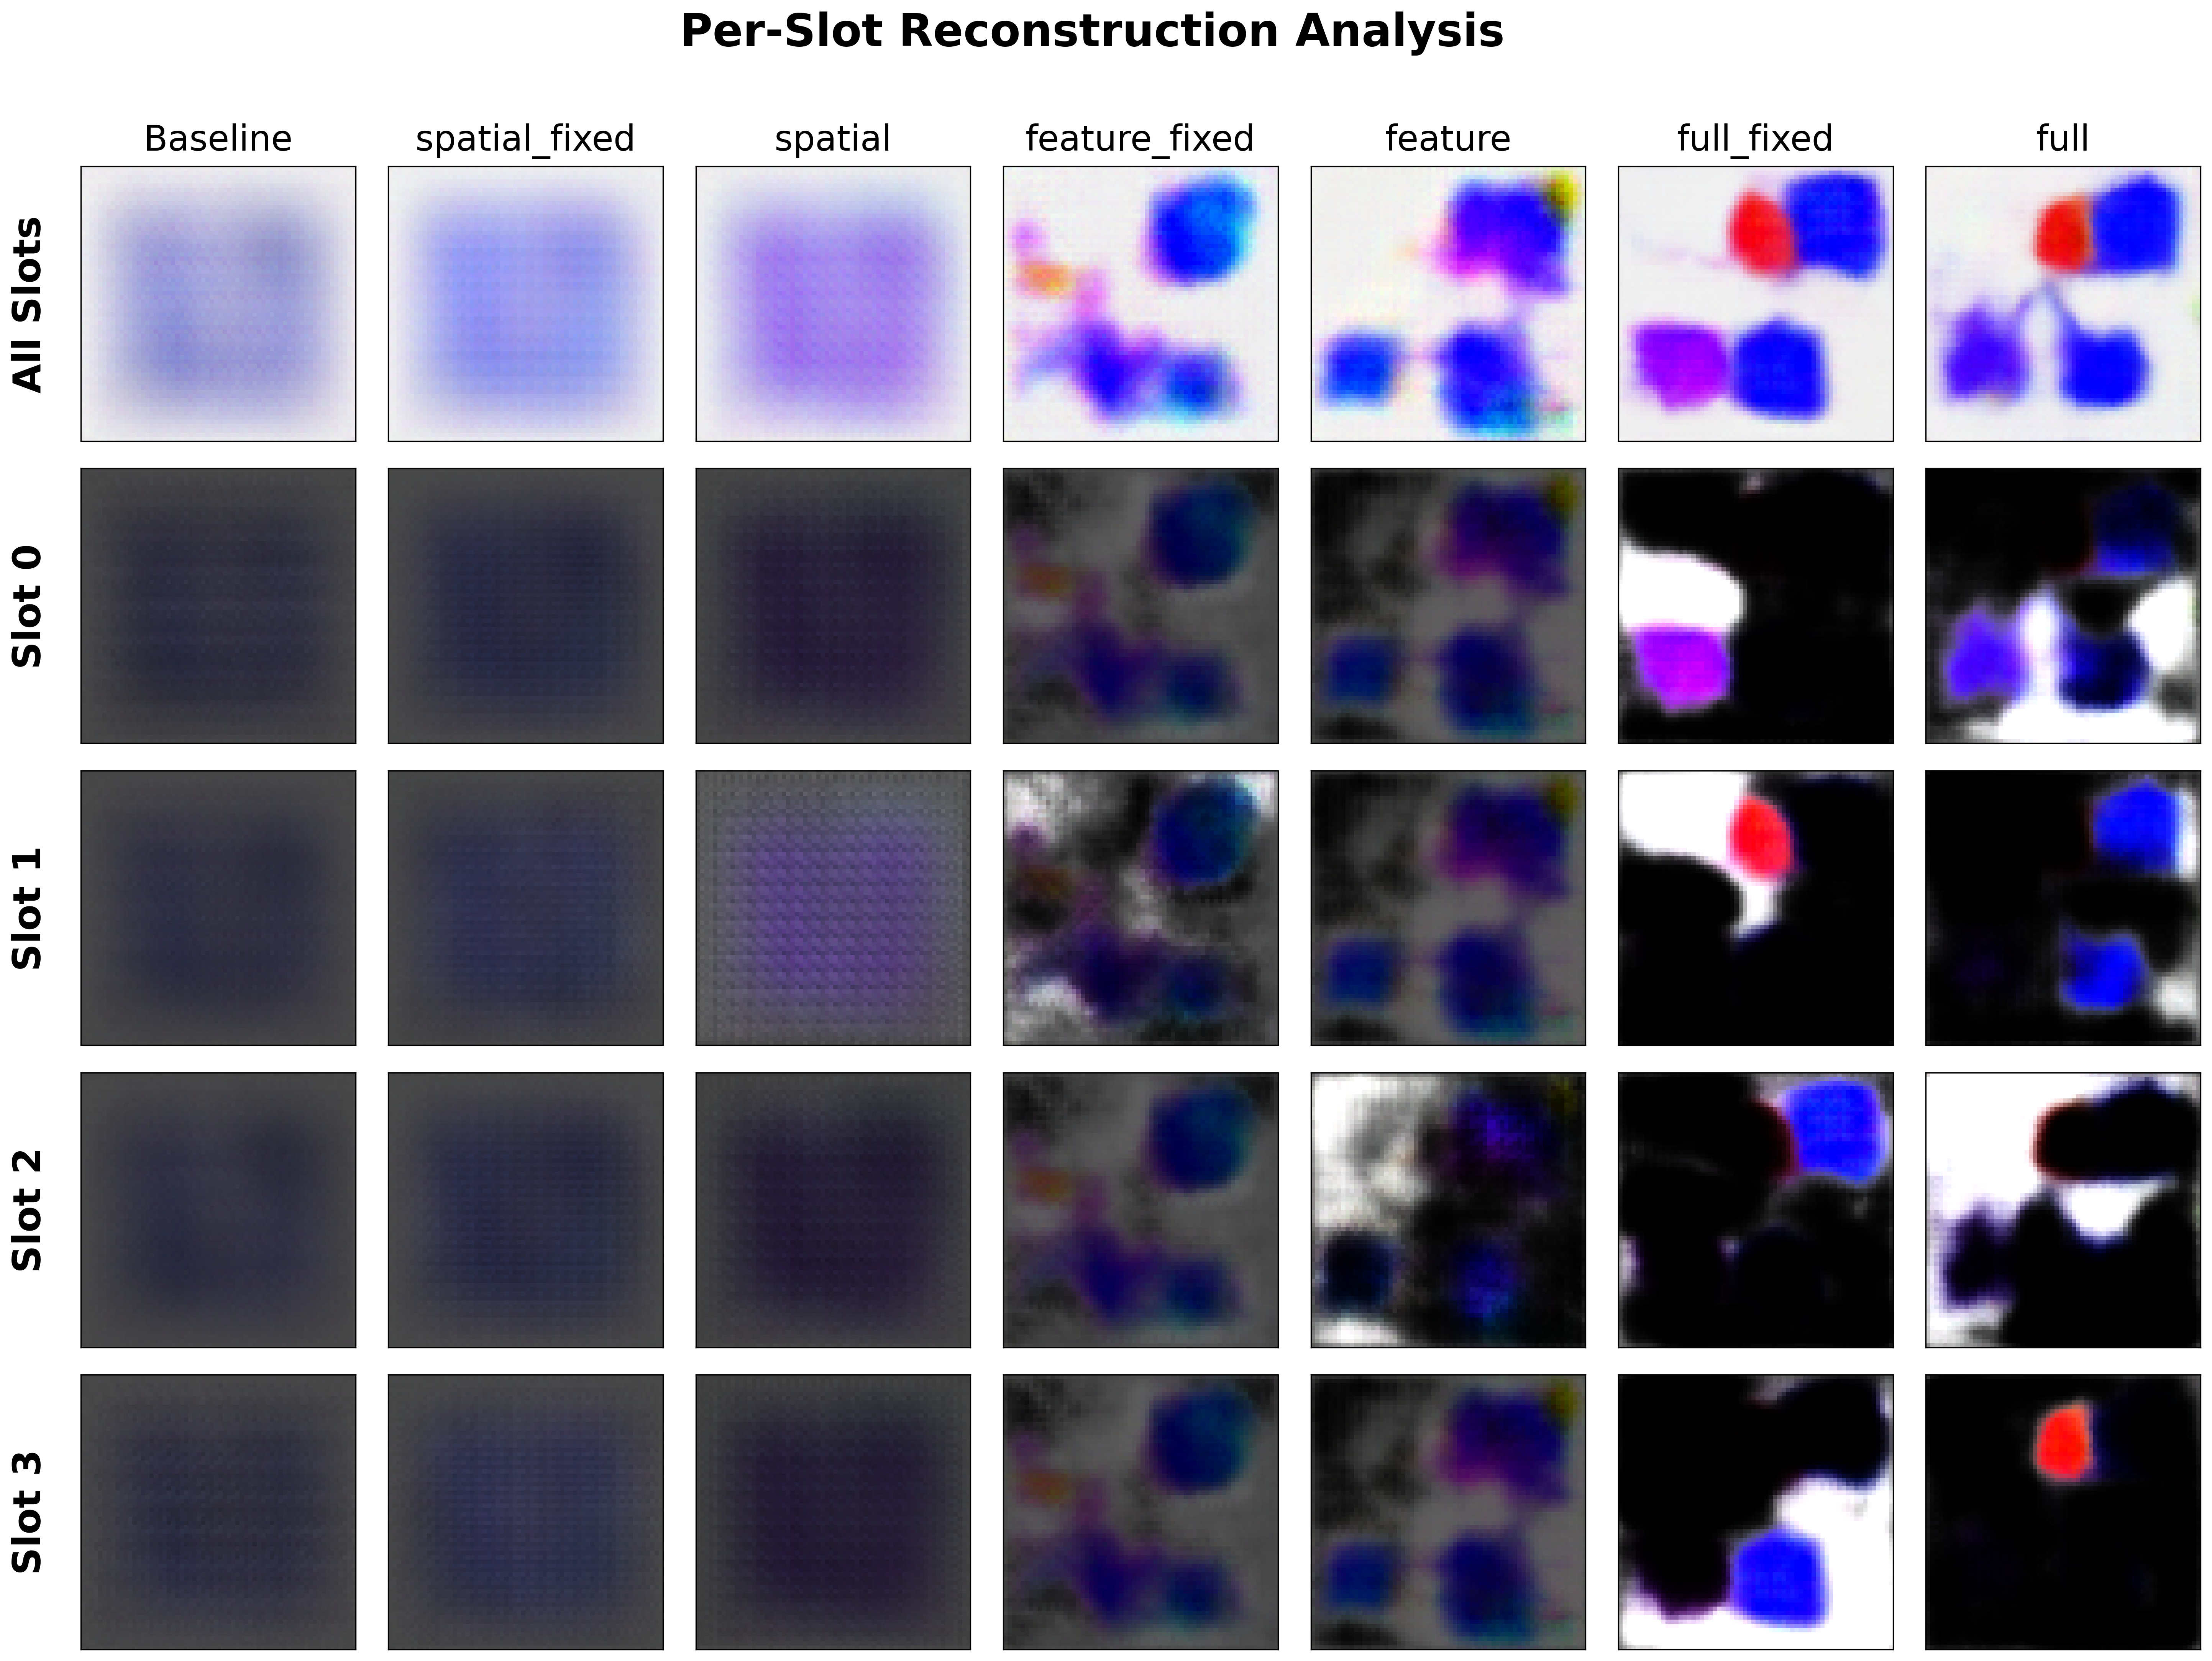 Per-Slot Reconstruction Analysis
Baseline spatial_fixed spatial feature_fixed feature full_fixed full
All Slots
Slot 0
Slot 1
Slot 2
Slot 3